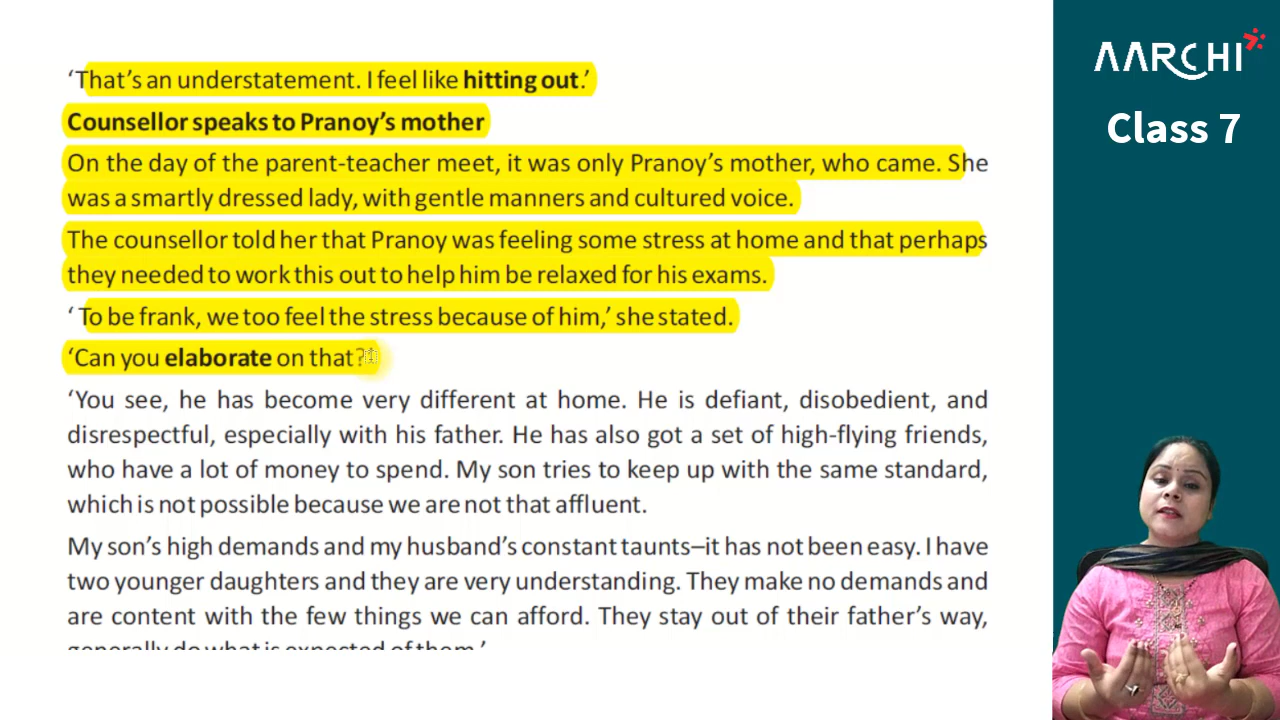 ‘That’s an understatement. I feel like hitting out.’
Counsellor speaks to Pranoy’s mother
On the day of the parent-teacher meet, it was only Pranoy’s mother, who came. She
was a smartly dressed lady, with gentle manners and cultured voice.
The counsellor told her that Pranoy was feeling some stress at home and that perhaps
they needed to work this out to help him be relaxed for his exams.
‘ To be frank, we too feel the stress because of him,’ she stated.
‘Can you elaborate on that?
‘You see, he has become very different at home. He is defiant, disobedient, and
disrespectful, especially with his father. He has also got a set of high-flying friends,
who have a lot of money to spend. My son tries to keep up with the same standard,
which is not possible because we are not that affluent.
My son’s high demands and my husband’s constant taunts–it has not been easy. I have
two younger daughters and they are very understanding. They make no demands and
are content with the few things we can afford. They stay out of their father’s way,
generally do what is expected of them.’
AARCHI
Class 7